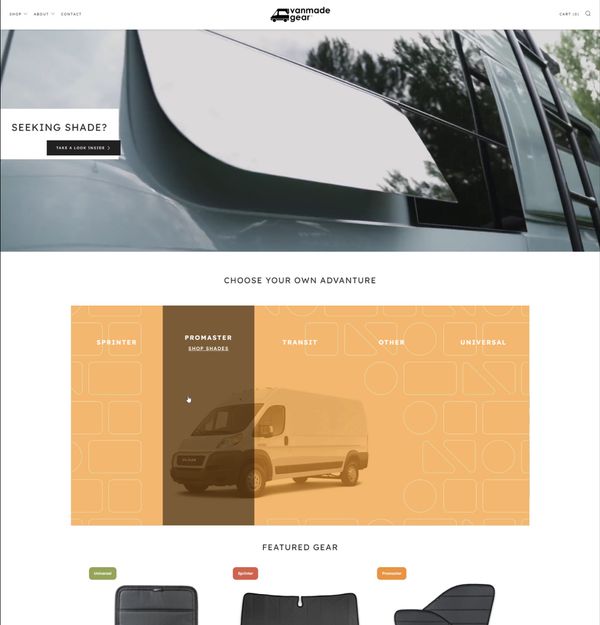 SHOP
ABOUT
CONTACT
vanmade
gear
CART (0)
SEEKING SHADE?
TAKE A LOOK INSIDE
CHOOSE YOUR OWN ADVANTURE
SPRINTER
PROMASTER
SHOP SHADES
TRANSIT
OTHER
UNIVERSAL
FEATURED GEAR
Universal
Sprinter
Promaster